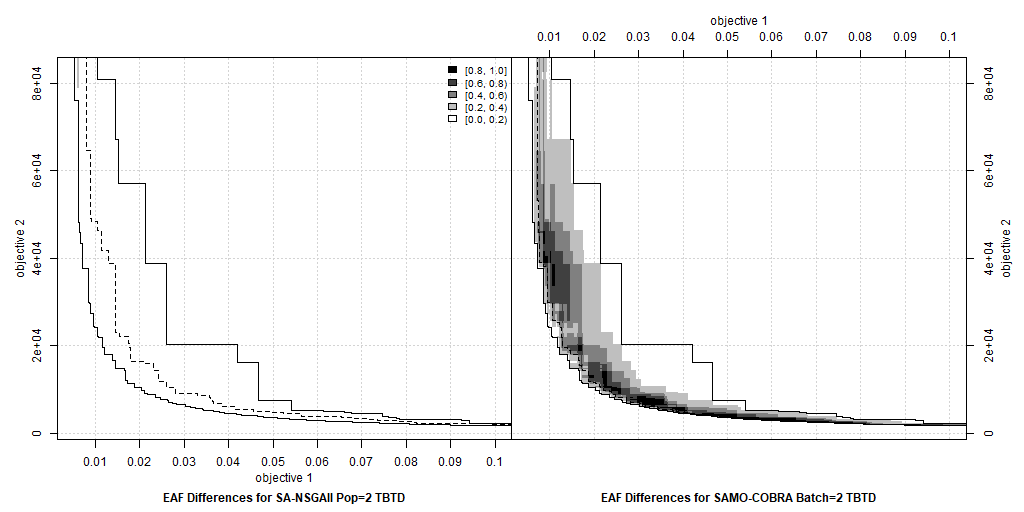 objective 1
0.01 0.02 0.03 0.04 0.05 0.06 0.07 0.08 0.09 0.1
[0.8, 1.0]
[0.6, 0.8)
[0.4, 0.6)
[0.2, 0.4)
[0.0, 0.2)
8e+04
6e+04
4e+04
2e+04
0
objective 2
8e+04
6e+04
4e+04
2e+04
0
objective 2
0.01 0.02 0.03 0.04 0.05 0.06 0.07 0.08 0.09 0.1
objective 1
EAF Differences for SA-NSGAII Pop=2 TBTD
EAF Differences for SAMO-COBRA Batch=2 TBTD